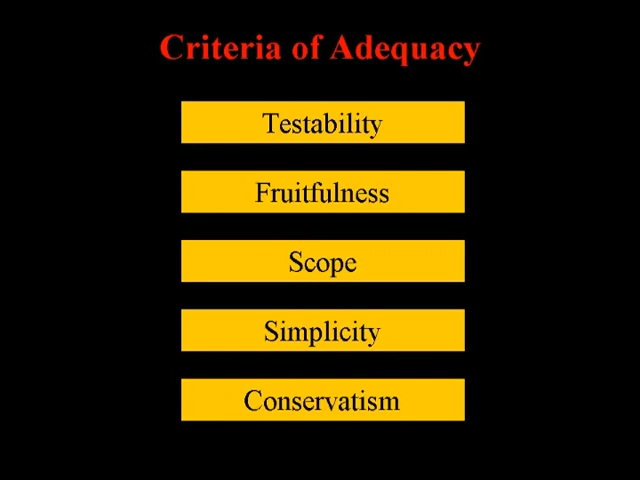 Criteria of Adequacy
Testability
Fruitfulness
Scope
Simplicity
Conservatism